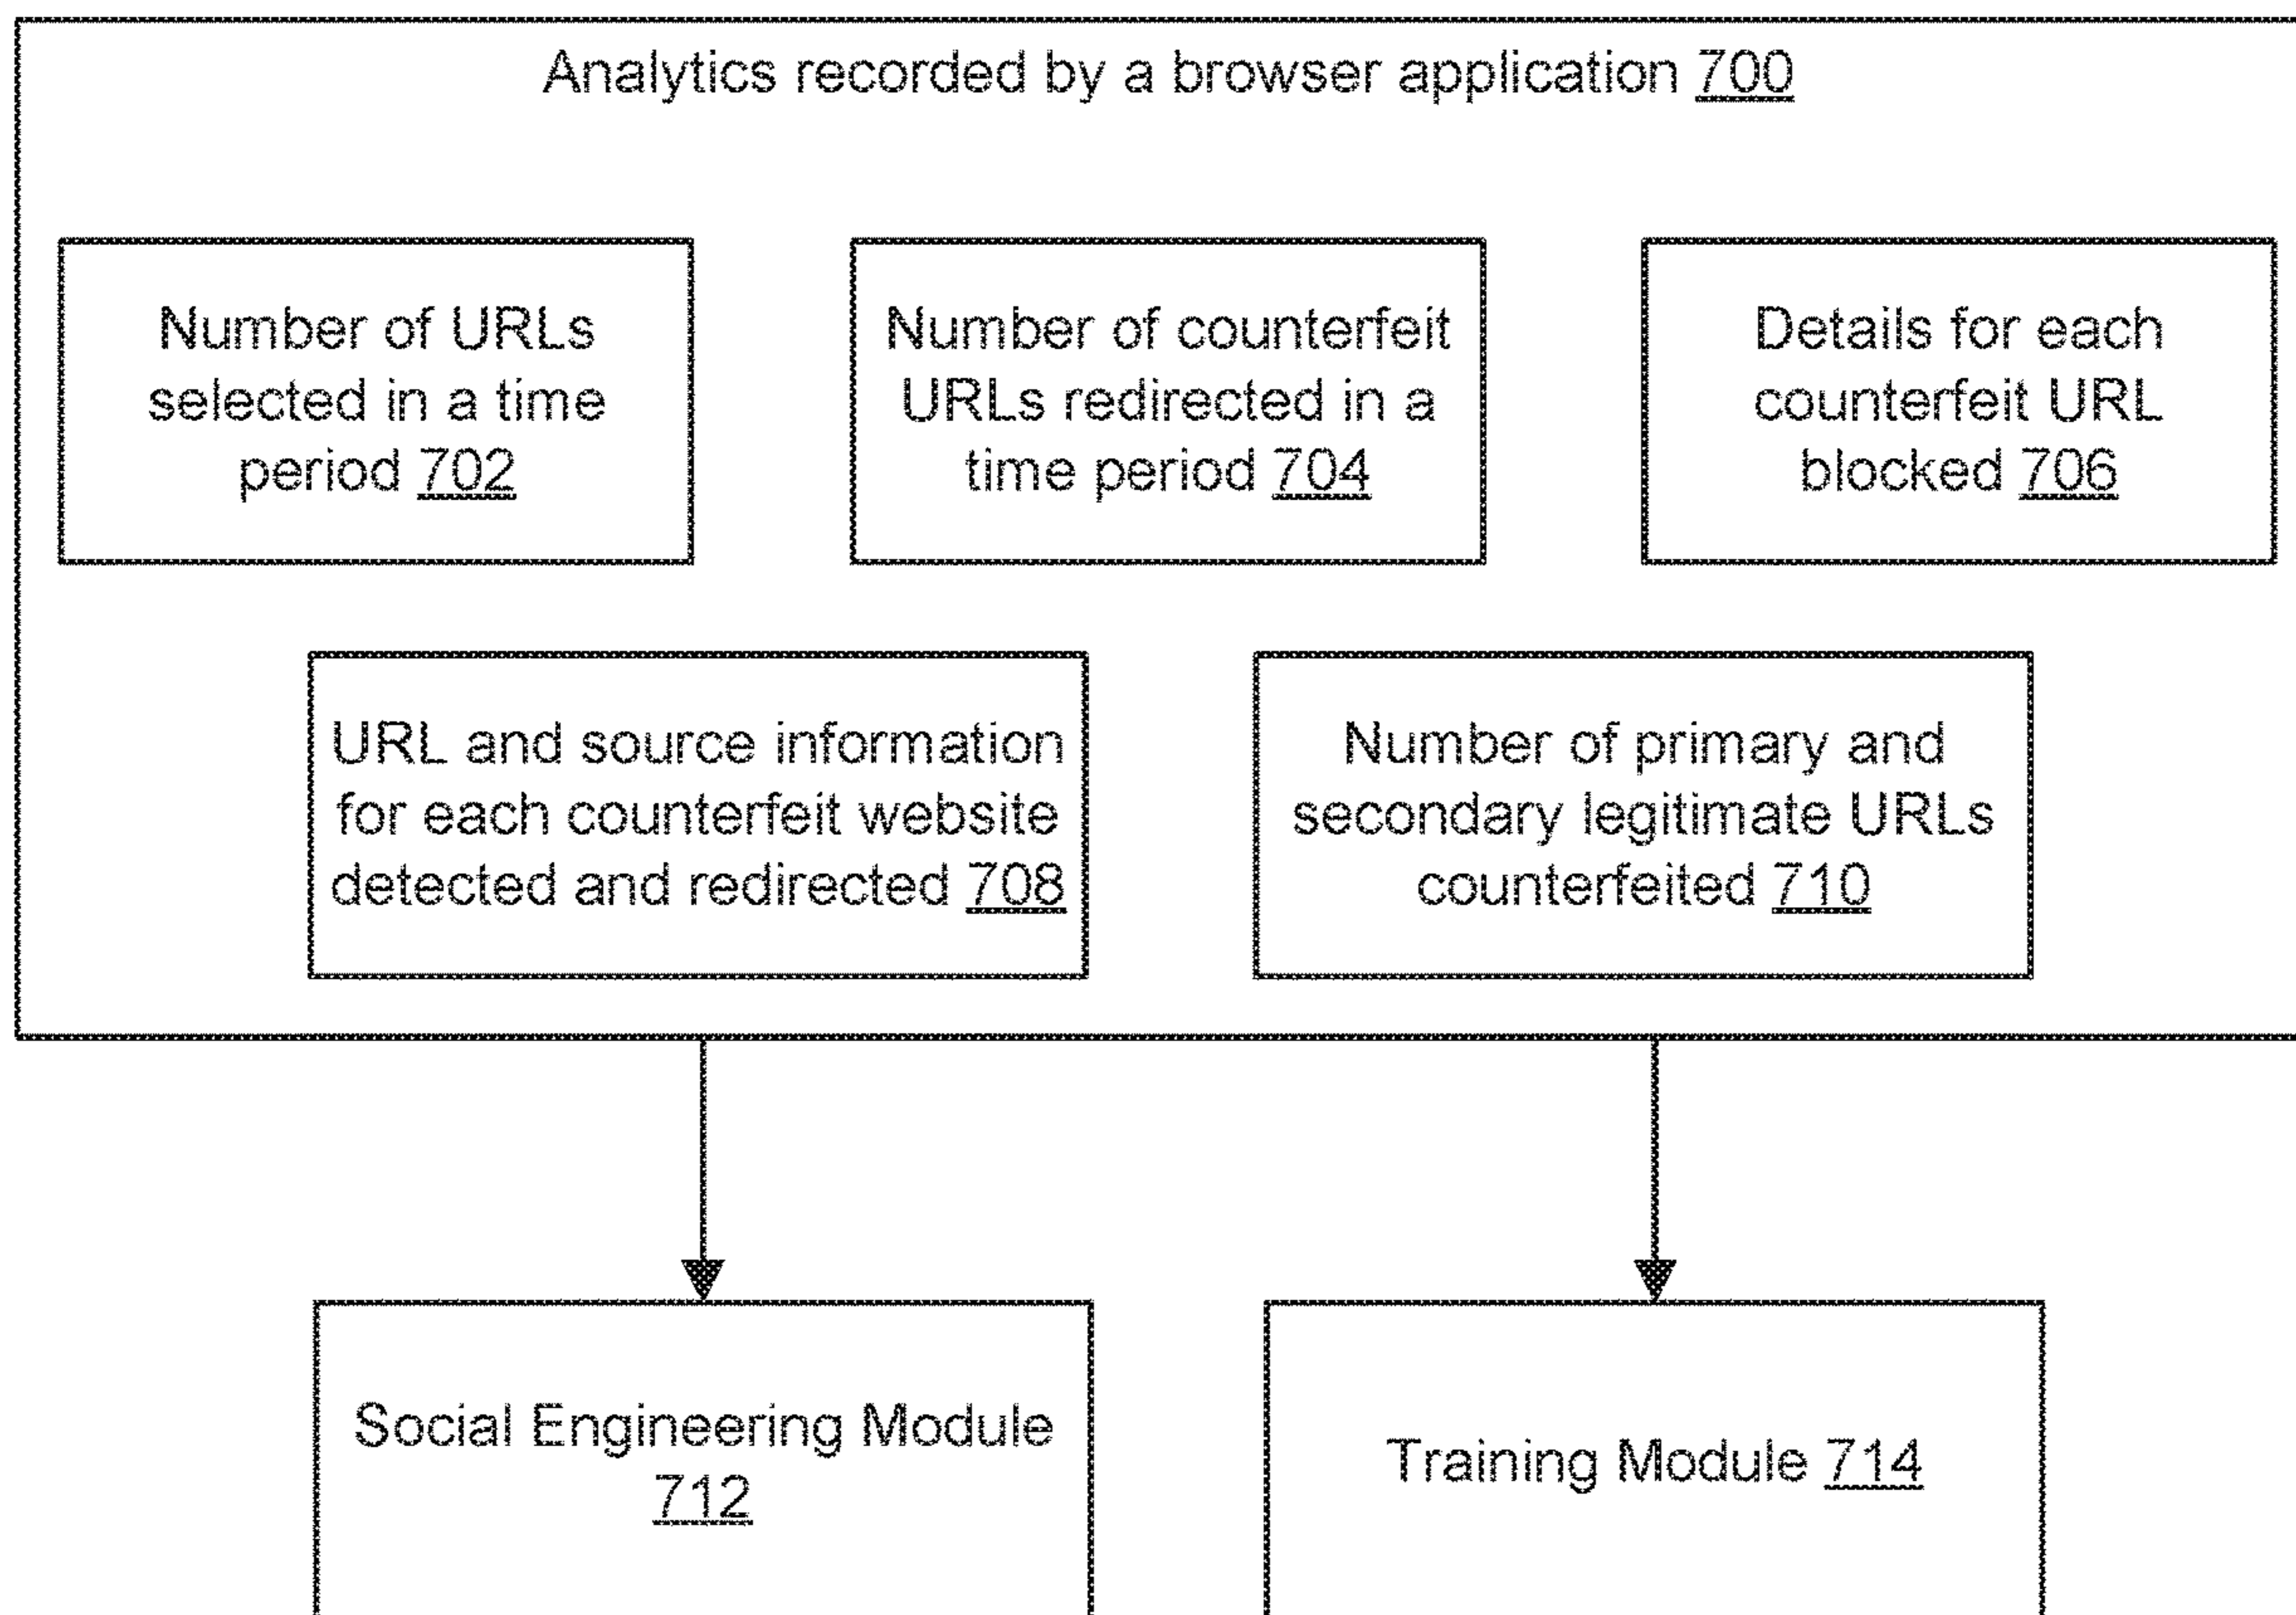 Analytics recorded by a browser application 700
Number of URLs
selected in a time
period 702
Number of counterfeit
URLs redirected in a
time period 704
Details for each
counterfeit URL
blocked 706
URL and source information
for each counterfeit website
detected and redirected 708
Number of primary and
secondary legitimate URLs
counterfeited 710
Social Engineering Module
712
Training Module 714